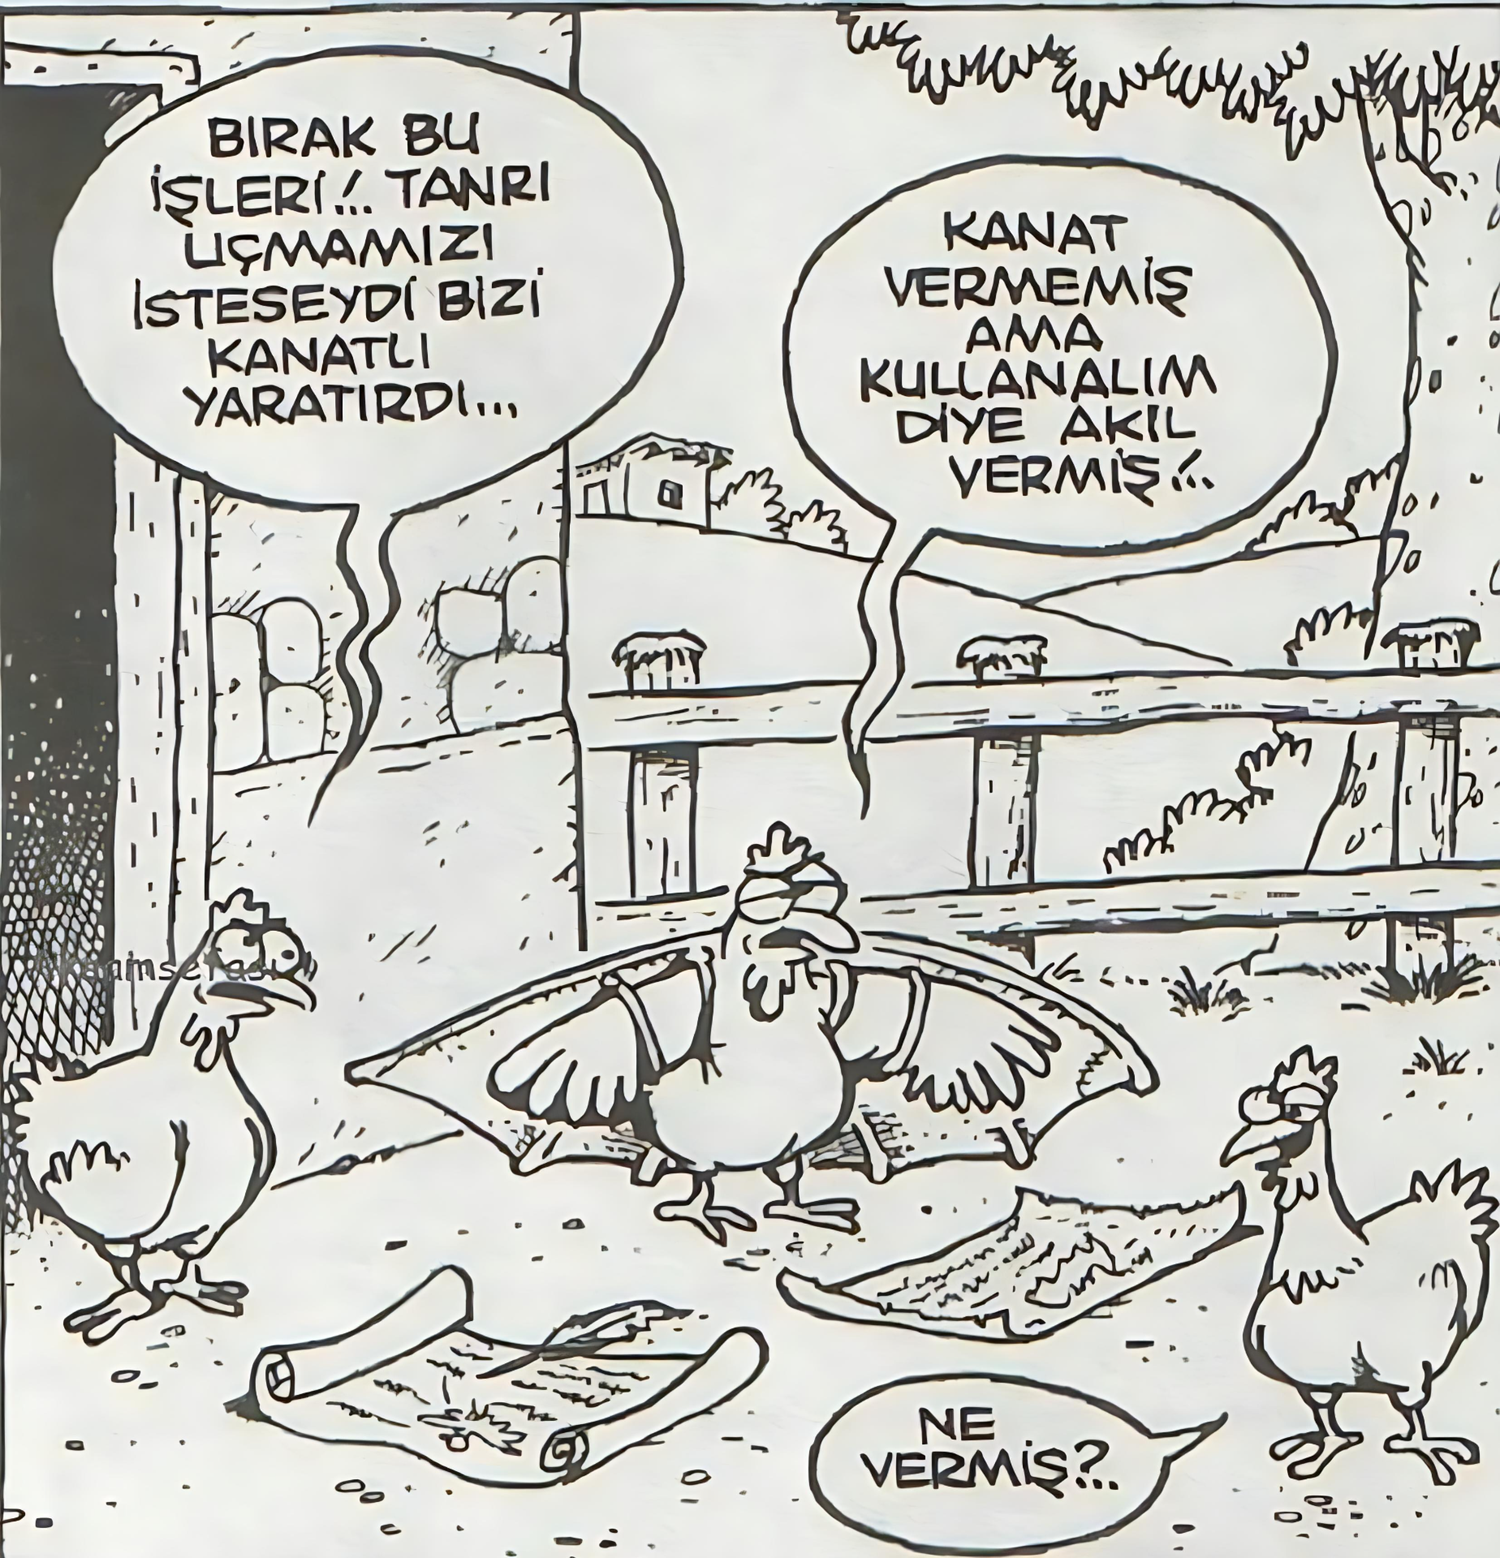 BIRAK BU
İŞLERİ!.. TANRI
UÇMAMIZI
İSTESEYDİ BİZİ
KANATLI
YARATIRDI...
KANAT
VERMEMİŞ
AMA
KULLANALIM
DİYE AKIL
VERMİŞ!..
NE
VERMİŞ?..